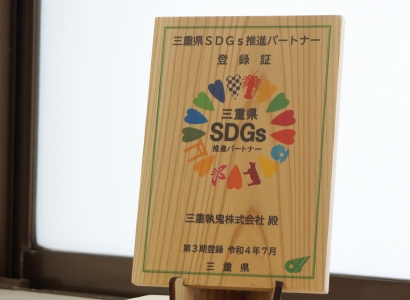 三重県SDGs推進パートナー
登録証
三重県
SDGs
推進パートナー
三重執鬼株式会社 殿
第3期登録 令和4年7月
三重県